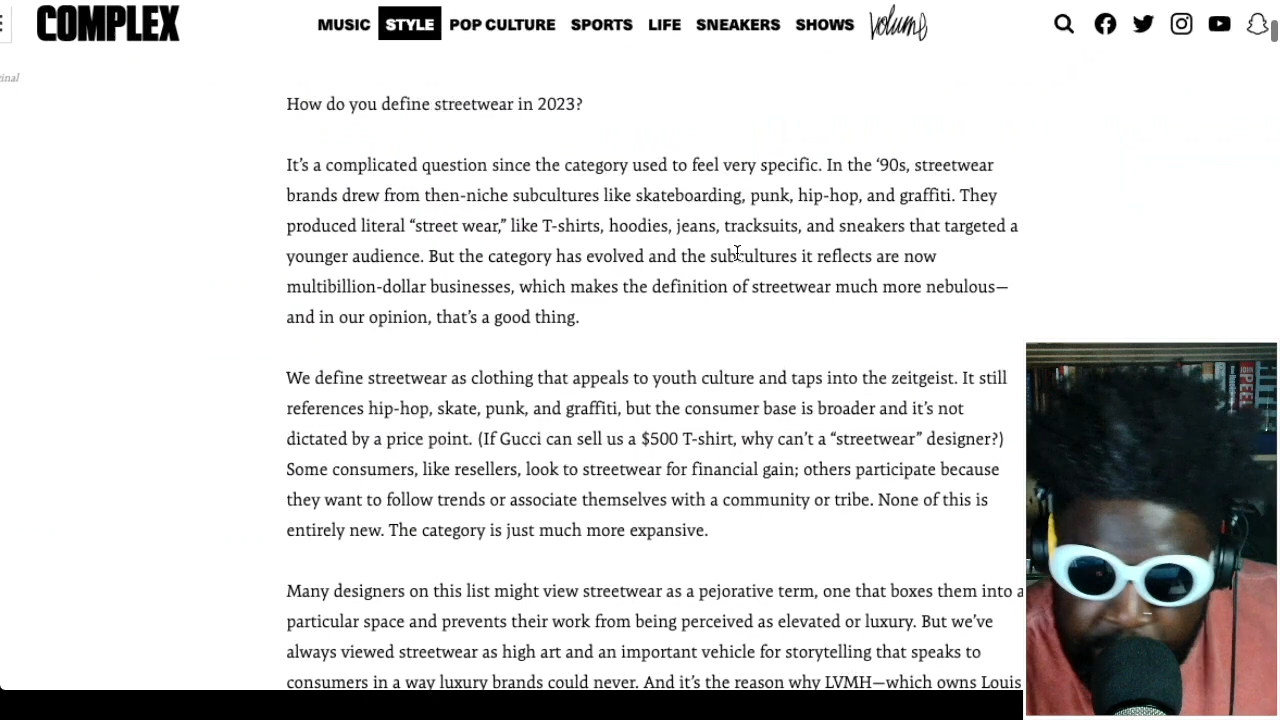 COMPLEX
MUSIC STYLE POP CULTURE SPORTS LIFE SNEAKERS SHOWS volume
inal
How do you define streetwear in 2023?
It’s a complicated question since the category used to feel very specific. In the ‘90s, streetwear
brands drew from then-niche subcultures like skateboarding, punk, hip-hop, and graffiti. They
produced literal “street wear,” like T-shirts, hoodies, jeans, tracksuits, and sneakers that targeted a
younger audience. But the category has evolved and the subcultures it reflects are now
multibillion-dollar businesses, which makes the definition of streetwear much more nebulous—
and in our opinion, that’s a good thing.
We define streetwear as clothing that appeals to youth culture and taps into the zeitgeist. It still
references hip-hop, skate, punk, and graffiti, but the consumer base is broader and it’s not
dictated by a price point. (If Gucci can sell us a $500 T-shirt, why can’t a “streetwear” designer?)
Some consumers, like resellers, look to streetwear for financial gain; others participate because
they want to follow trends or associate themselves with a community or tribe. None of this is
entirely new. The category is just much more expansive.
Many designers on this list might view streetwear as a pejorative term, one that boxes them into a
particular space and prevents their work from being perceived as elevated or luxury. But we’ve
always viewed streetwear as high art and an important vehicle for storytelling that speaks to
consumers in a way luxury brands could never. And it’s the reason why LVMH—which owns Louis